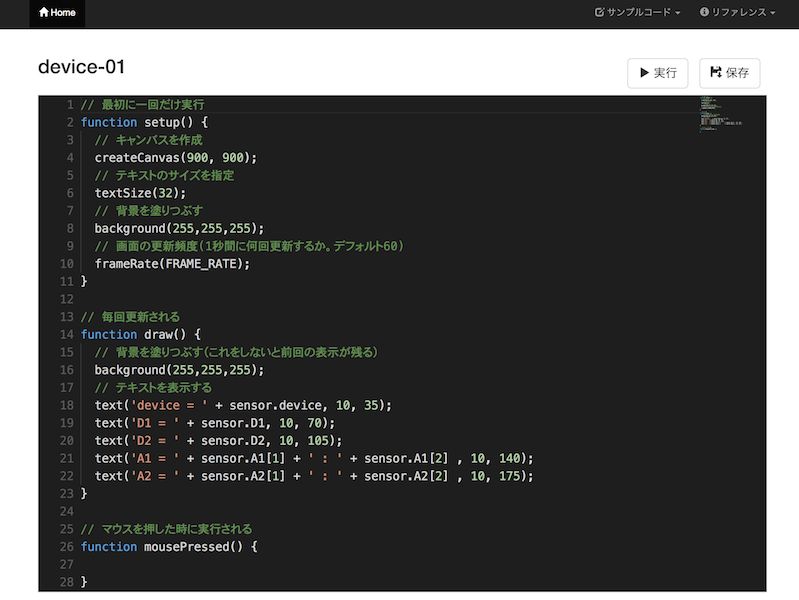 Home
サンプルコード
リファレンス
device-01
実行
保存
1 // 最初に一回だけ実行
2 function setup() {
3   // キャンバスを作成
4   createCanvas(900, 900);
5   // テキストのサイズを指定
6   textSize(32);
7   // 背景を塗りつぶす
8   background(255,255,255);
9   // 画面の更新頻度(1秒間に何回更新するか。デフォルト60)
10   frameRate(FRAME_RATE);
11 }
12
13 // 毎回更新される
14 function draw() {
15   // 背景を塗りつぶす(これをしないと前回の表示が残る)
16   background(255,255,255);
17   // テキストを表示する
18   text('device = ' + sensor.device, 10, 35);
19   text('D1 = ' + sensor.D1, 10, 70);
20   text('D2 = ' + sensor.D2, 10, 105);
21   text('A1 = ' + sensor.A1[1] + ' : ' + sensor.A1[2] , 10, 140);
22   text('A2 = ' + sensor.A2[1] + ' : ' + sensor.A2[2] , 10, 175);
23 }
24
25 // マウスを押した時に実行される
26 function mousePressed() {
27
28 }